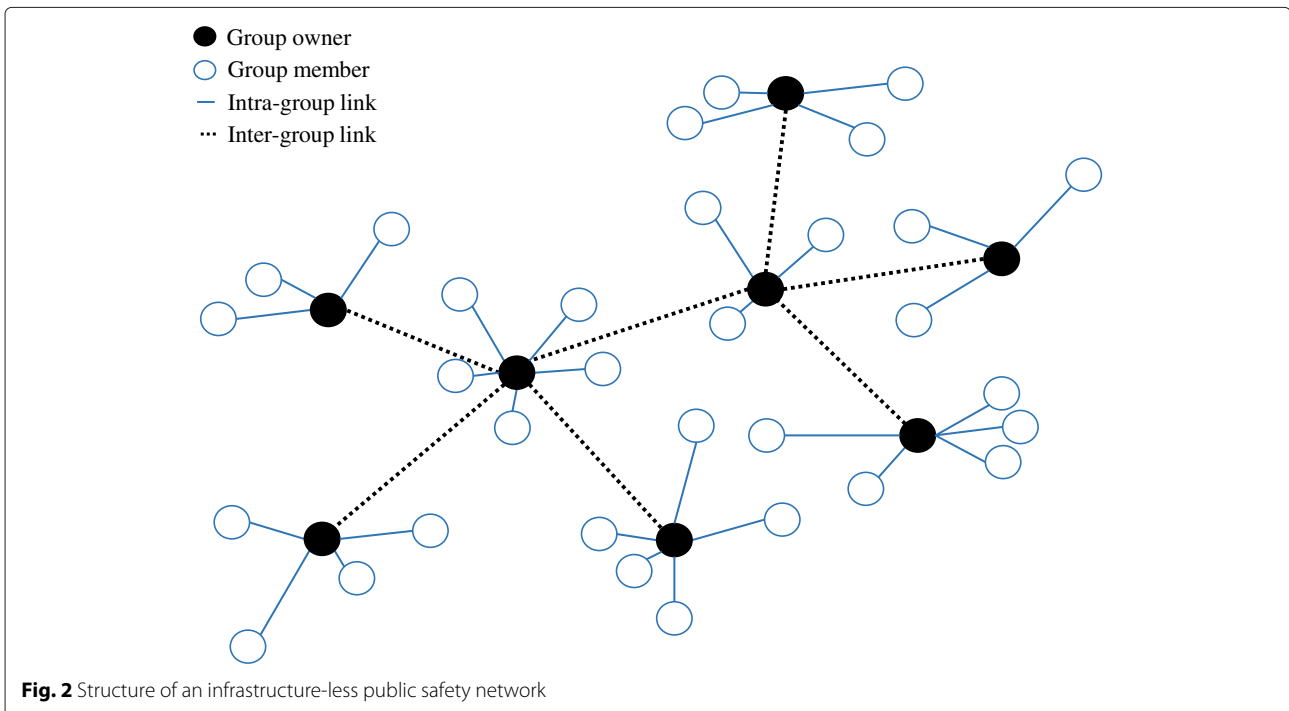 Group owner
Group member
Intra-group link
Inter-group link
Fig. 2 Structure of an infrastructure-less public safety network